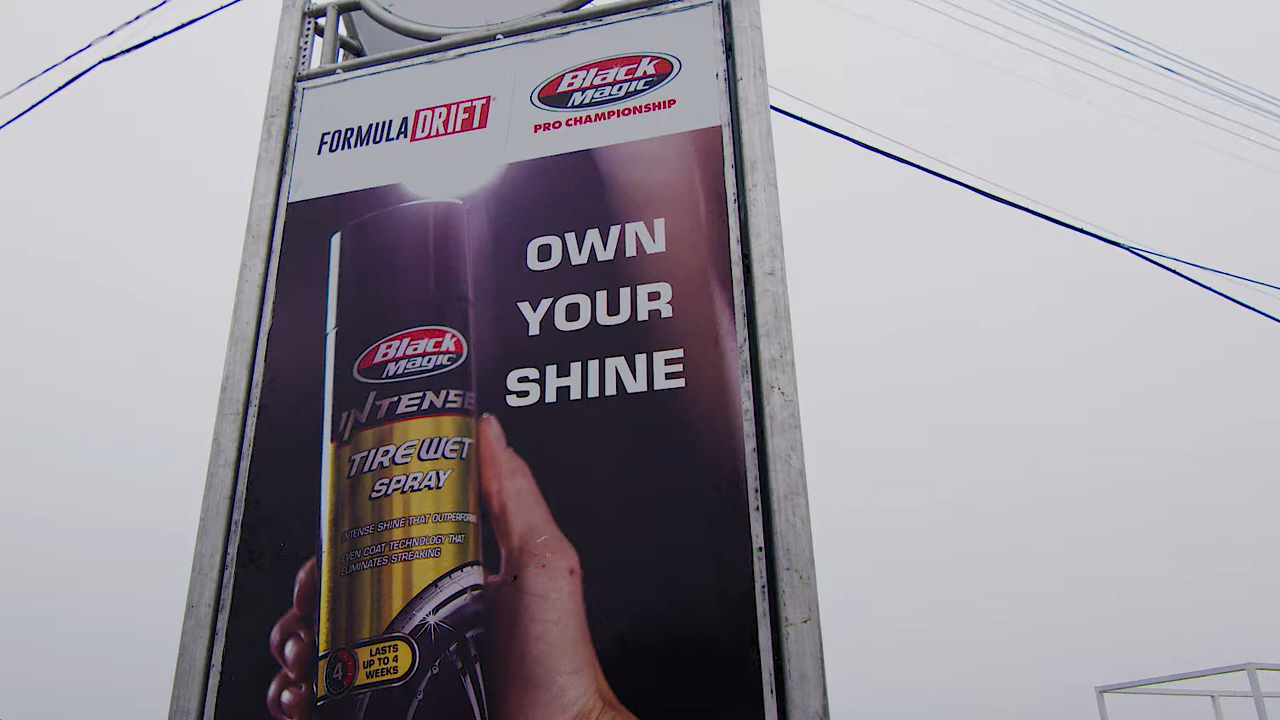 FORMULA DRIFT
Black
Magic
PRO CHAMPIONSHIP
OWN
YOUR
SHINE
Black
Magic
INTENSE
TIRE WET
SPRAY
INTENSE SHINE THAT OUTPERFORMS
EVEN COAT TECHNOLOGY THAT
ELIMINATES STREAKING
4
LASTS
UP TO 4
WEEKS